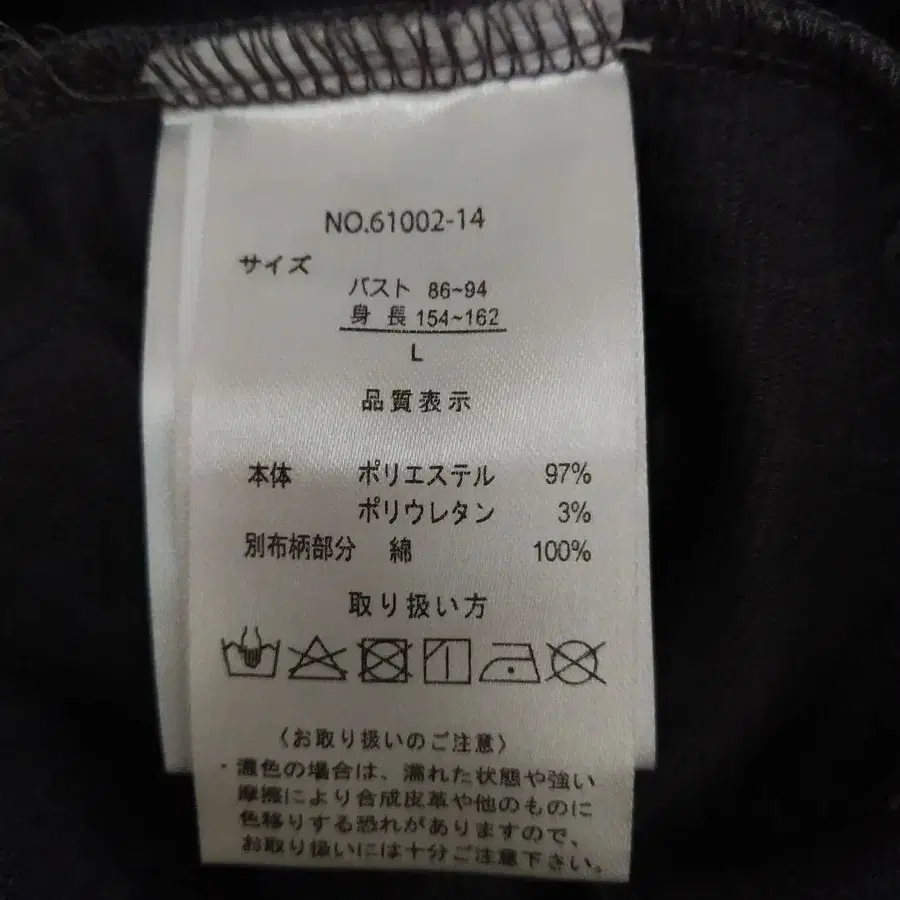 NO.61002-14
サイズ
バスト 86~94
身長 154~162
L
品質表示
本体 ポリエステル 97%
ポリウレタン 3%
別布柄部分 綿 100%
取り扱い方
〈お取り扱いのご注意〉
・濃色の場合は、濡れた状態や強い
摩擦により合成皮革や他のものに
色移りする恐れがありますので、
お取り扱いには十分ご注意下さい。